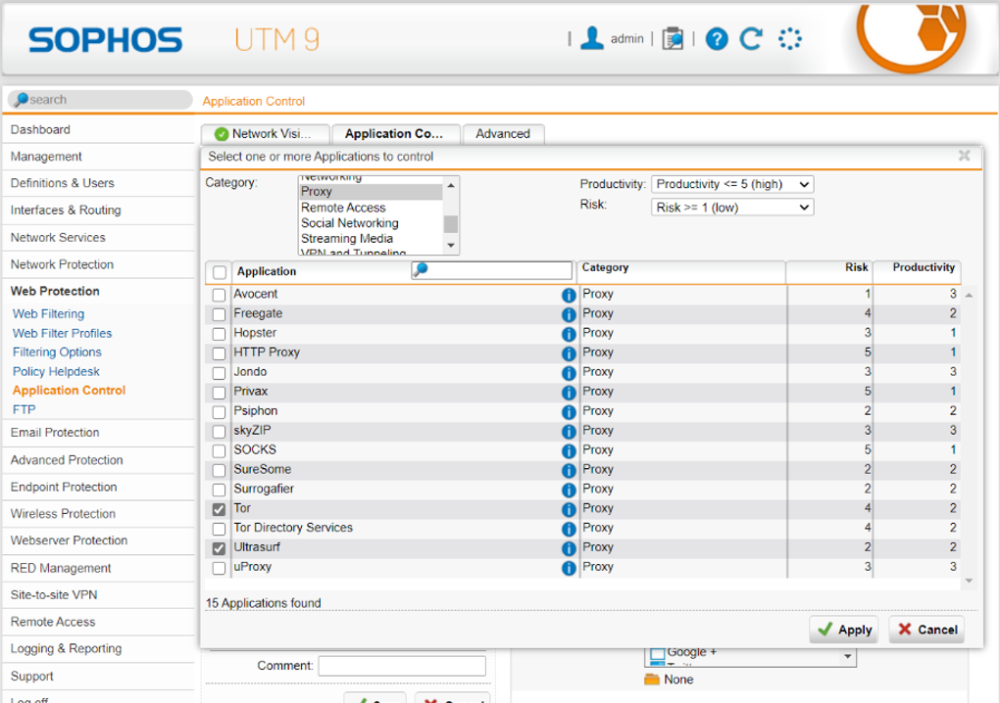 SOPHOS UTM 9 | admin | |
search
Application Control
Dashboard
Management
Definitions & Users
Interfaces & Routing
Network Services
Network Protection
Web Protection
Web Filtering
Web Filter Profiles
Filtering Options
Policy Helpdesk
Application Control
FTP
Email Protection
Advanced Protection
Endpoint Protection
Wireless Protection
Webserver Protection
RED Management
Site-to-site VPN
Remote Access
Logging & Reporting
Support
Log off
Network Visi... Application Co... Advanced
Select one or more Applications to control
Category:
Networking
Proxy
Remote Access
Social Networking
Streaming Media
VPN and Tunneling
Productivity: Productivity <= 5 (high)
Risk: Risk >= 1 (low)
Application Category Risk Productivity
Avocent Proxy 1 3
Freegate Proxy 4 2
Hopster Proxy 3 1
HTTP Proxy Proxy 5 1
Jondo Proxy 3 3
Privax Proxy 5 1
Psiphon Proxy 2 2
skyZIP Proxy 3 3
SOCKS Proxy 5 1
SureSome Proxy 2 2
Surrogafier Proxy 2 2
Tor Proxy 4 2
Tor Directory Services Proxy 4 2
Ultrasurf Proxy 2 2
uProxy Proxy 3 3
15 Applications found
Apply Cancel
Comment:
Google +
None